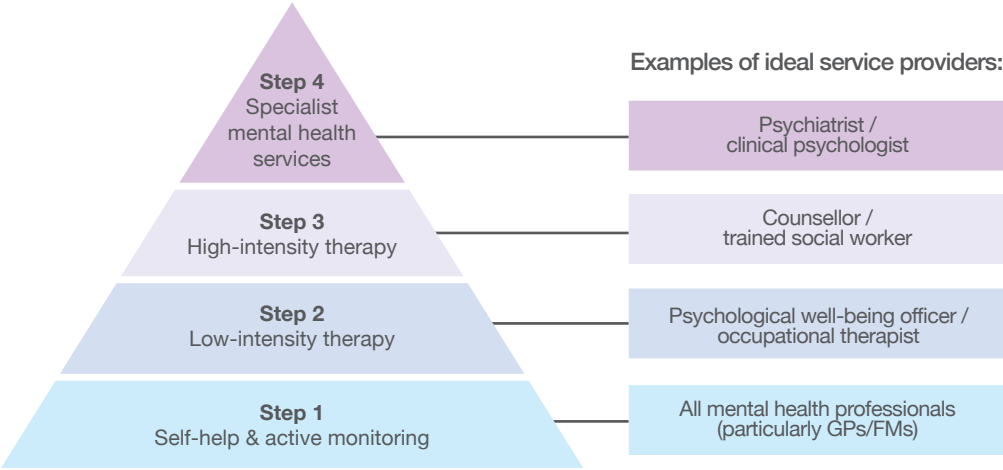 Examples of ideal service providers:
Step 4
Specialist
mental health
services
Psychiatrist /
clinical psychologist
Step 3
High-intensity therapy
Counsellor /
trained social worker
Step 2
Low-intensity therapy
Psychological well-being officer /
occupational therapist
Step 1
Self-help & active monitoring
All mental health professionals
(particularly GPs/FMs)